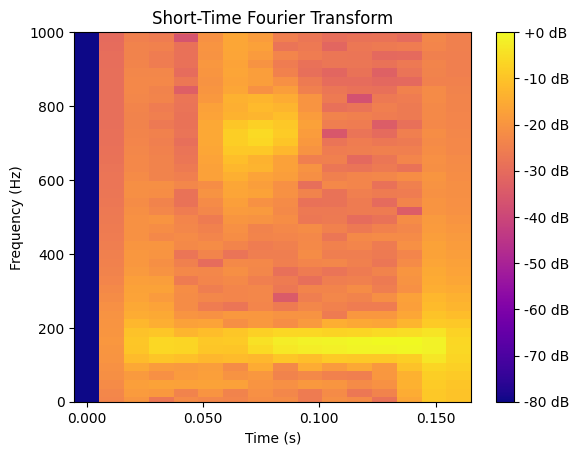 Short-Time Fourier Transform
1000
800
600
400
200
0
Frequency (Hz)
0.000
0.050
0.100
0.150
Time (s)
+0 dB
-10 dB
-20 dB
-30 dB
-40 dB
-50 dB
-60 dB
-70 dB
-80 dB